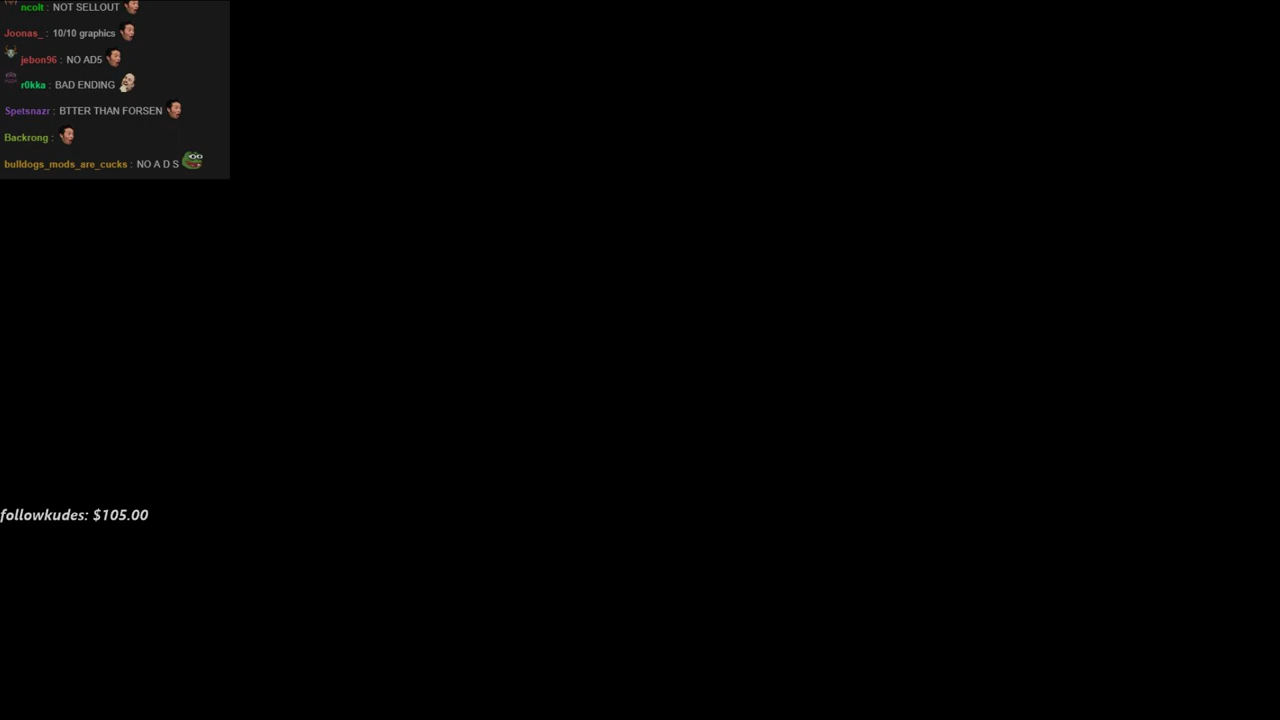 ncolt : NOT SELLOUT
Joonas_ : 10/10 graphics
jebon96 : NO AD5
r0kka : BAD ENDING
Spetsnazr : BTTER THAN FORSEN
Backrong :
bulldogs_mods_are_cucks : NO A D S
followkudes: $105.00